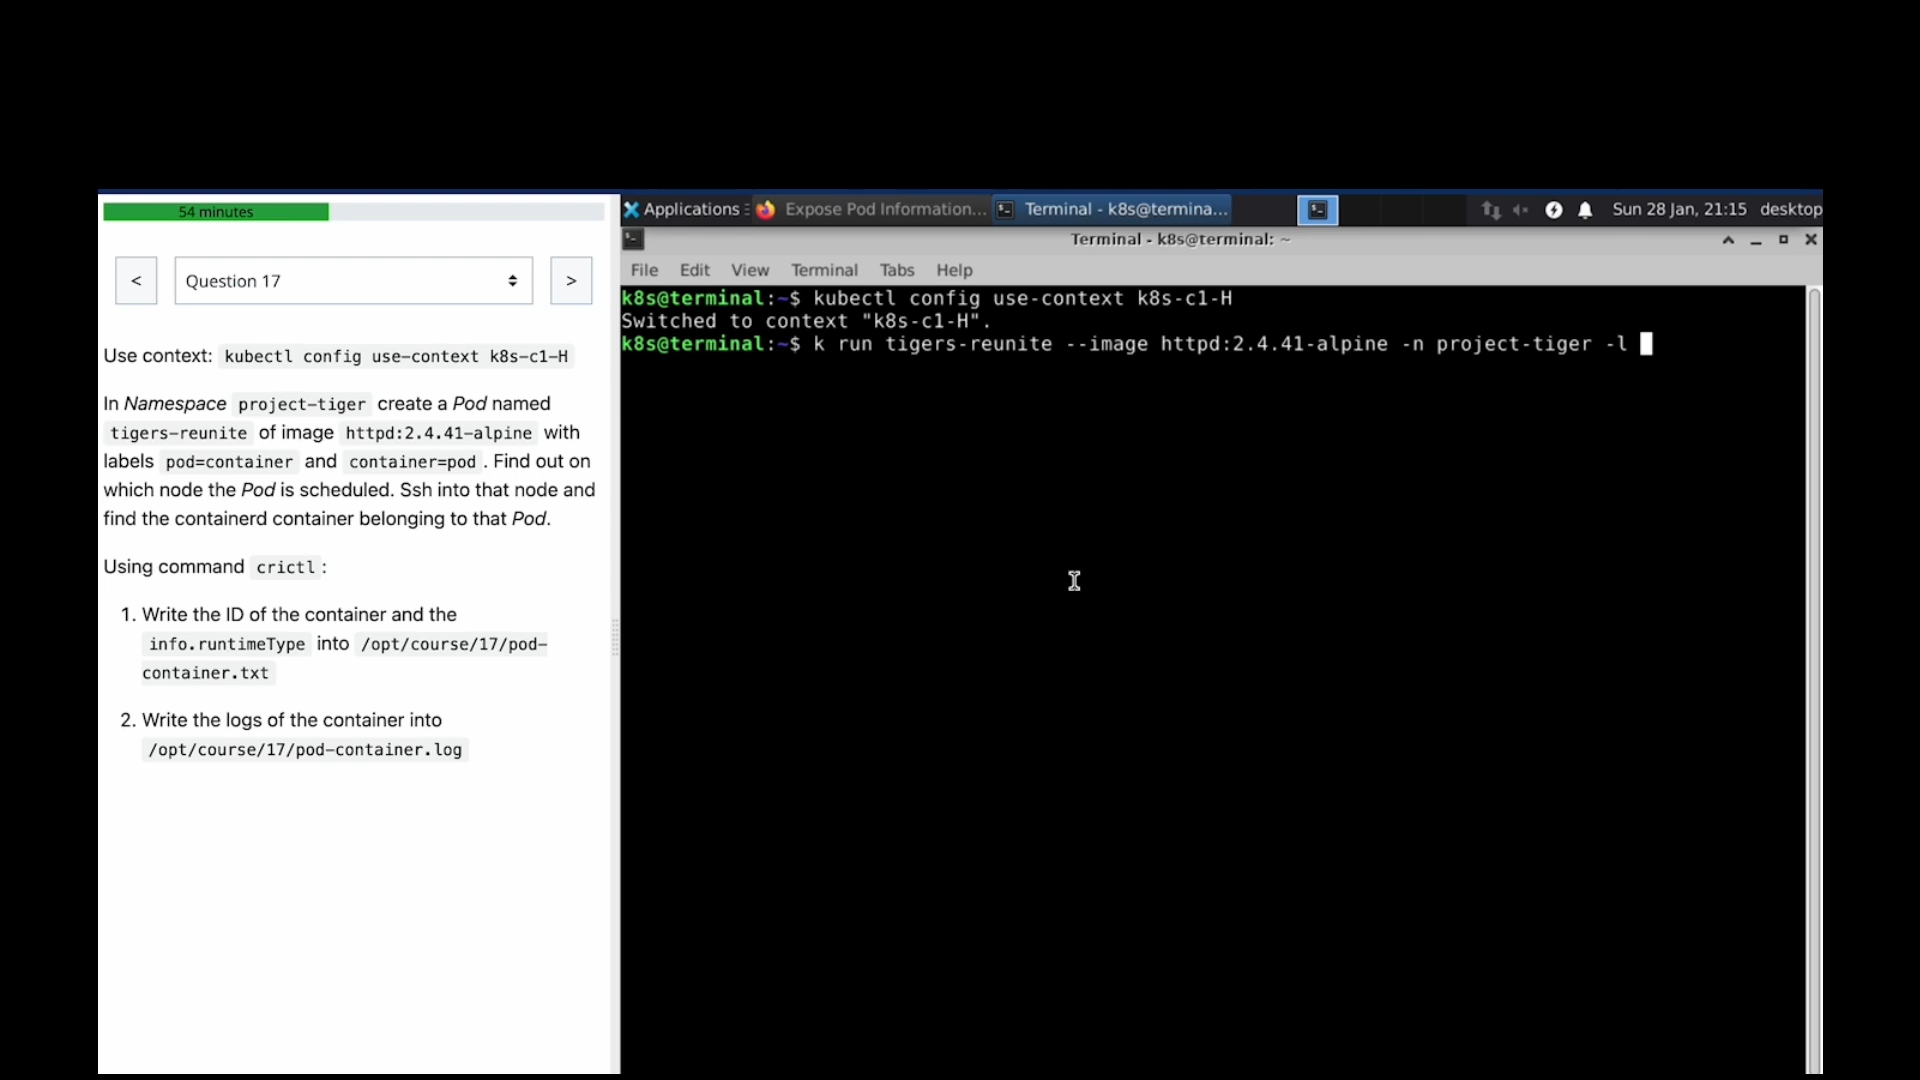 54 minutes
Applications
Expose Pod Information...
Terminal - k8s@termina...
Sun 28 Jan, 21:15
desktop
Terminal - k8s@terminal: ~
<
Question 17
>
File Edit View Terminal Tabs Help
k8s@terminal:~$ kubectl config use-context k8s-c1-H
Switched to context "k8s-c1-H".
k8s@terminal:~$ k run tigers-reunite --image httpd:2.4.41-alpine -n project-tiger -l
Use context: kubectl config use-context k8s-c1-H
In Namespace project-tiger create a Pod named
tigers-reunite of image httpd:2.4.41-alpine with
labels pod=container and container=pod. Find out on
which node the Pod is scheduled. Ssh into that node and
find the containerd container belonging to that Pod.
Using command crictl:
1. Write the ID of the container and the
info.runtimeType into /opt/course/17/pod-
container.txt
2. Write the logs of the container into
/opt/course/17/pod-container.log